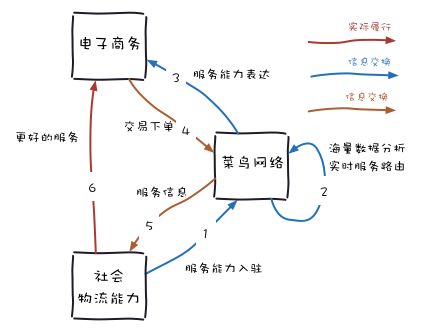 实际履行
电子商务
信息交换
3 服务能力表达
信息交换
交易下单 4
更好的服务
海量数据分析
菜鸟网络
实时服务路由
6
服务信息
2
5
1
服务能力入驻
社会
物流能力